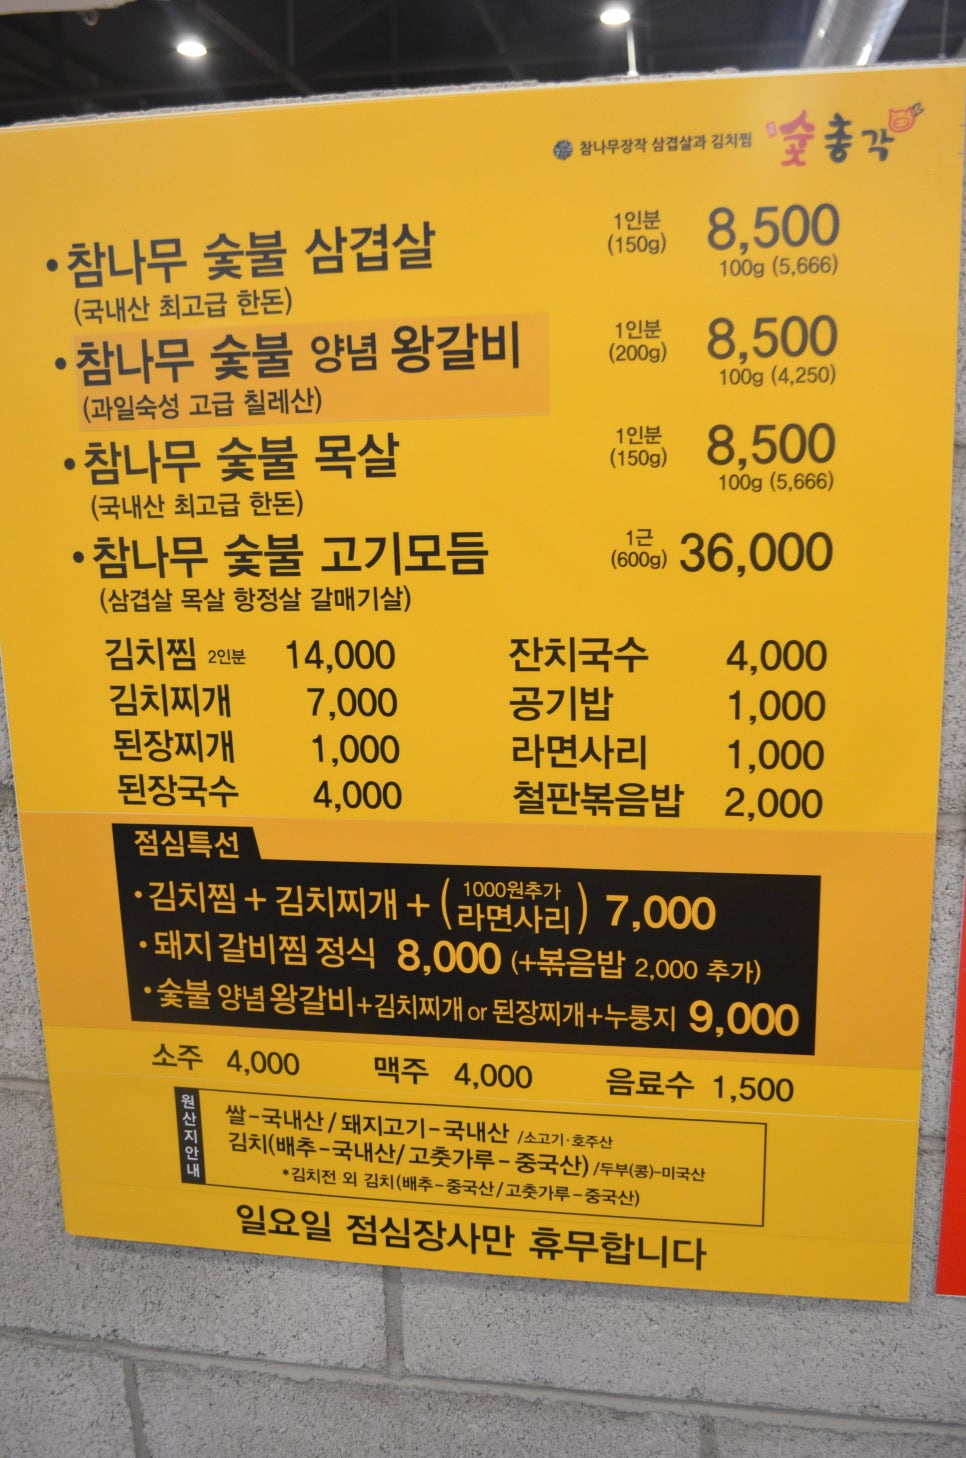 참나무장작 삼겹살과 김치찜 숯총각
• 참나무 숯불 삼겹살 1인분 (150g) 8,500
(국내산 최고급 한돈) 100g (5,666)
• 참나무 숯불 양념 왕갈비 1인분 (200g) 8,500
(과일숙성 고급 칠레산) 100g (4,250)
• 참나무 숯불 목살 1인분 (150g) 8,500
(국내산 최고급 한돈) 100g (5,666)
• 참나무 숯불 고기모듬 1근 (600g) 36,000
(삼겹살 목살 항정살 갈매기살)
김치찜 2인분 14,000 잔치국수 4,000
김치찌개 7,000 공기밥 1,000
된장찌개 1,000 라면사리 1,000
된장국수 4,000 철판볶음밥 2,000
점심특선
• 김치찜 + 김치찌개 + (1000원추가 라면사리) 7,000
• 돼지 갈비찜 정식 8,000 (+볶음밥 2,000 추가)
• 숯불 양념 왕갈비+김치찌개 or 된장찌개+누룽지 9,000
소주 4,000 맥주 4,000 음료수 1,500
원산지안내
쌀-국내산 / 돼지고기-국내산 /소고기·호주산
김치(배추-국내산/ 고춧가루-중국산) /두부(콩)-미국산
*김치전 외 김치(배추-중국산/고춧가루-중국산)
일요일 점심장사만 휴무합니다